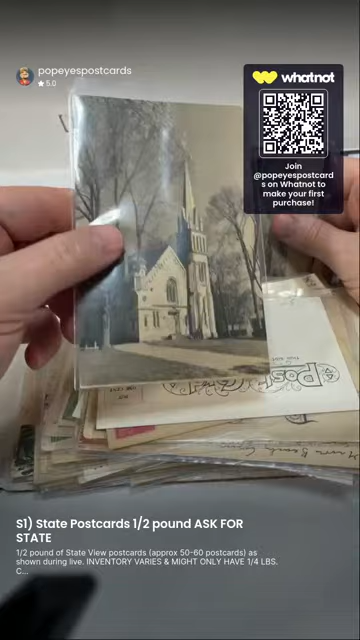 popeyespostcards
5.0
whatnot
Join
@popeyespostcard
s on Whatnot to
make your first
purchase!
POST
S1) State Postcards 1/2 pound ASK FOR
STATE
1/2 pound of State View postcards (approx 50-60 postcards) as
shown during live. INVENTORY VARIES & MIGHT ONLY HAVE 1/4 LBS.
C...